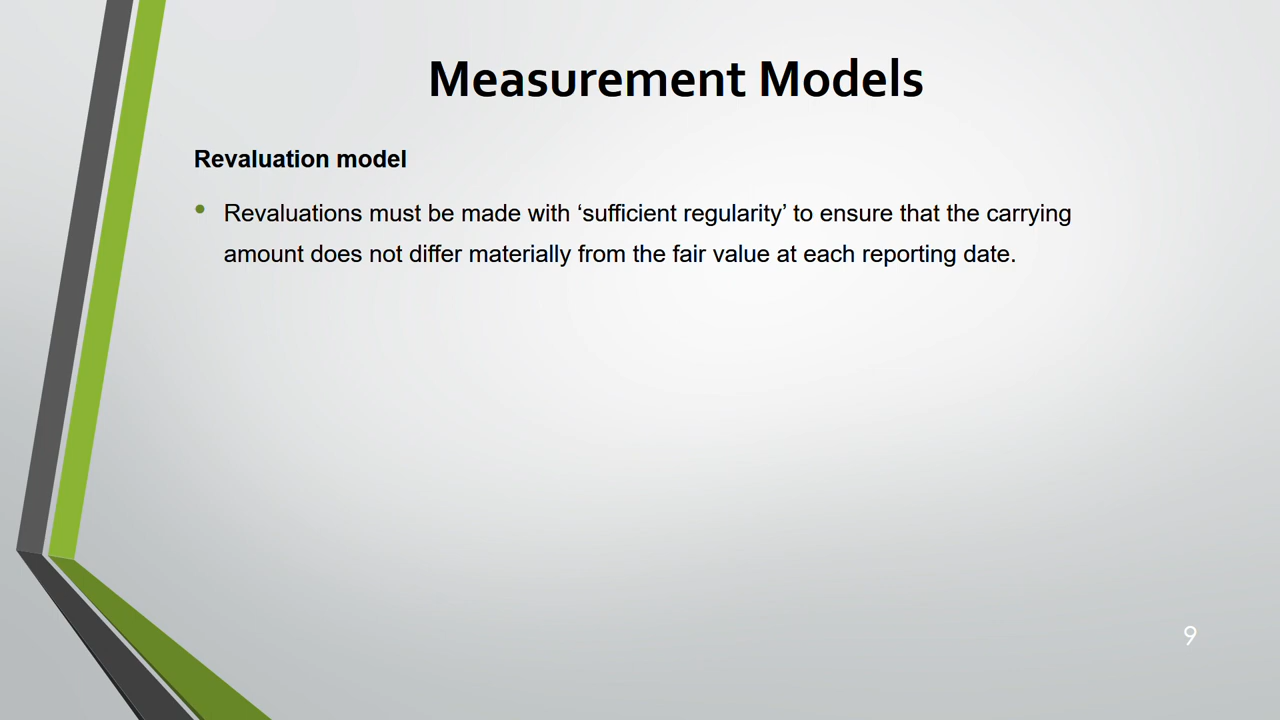 Measurement Models
Revaluation model
• Revaluations must be made with ‘sufficient regularity’ to ensure that the carrying
amount does not differ materially from the fair value at each reporting date.
9